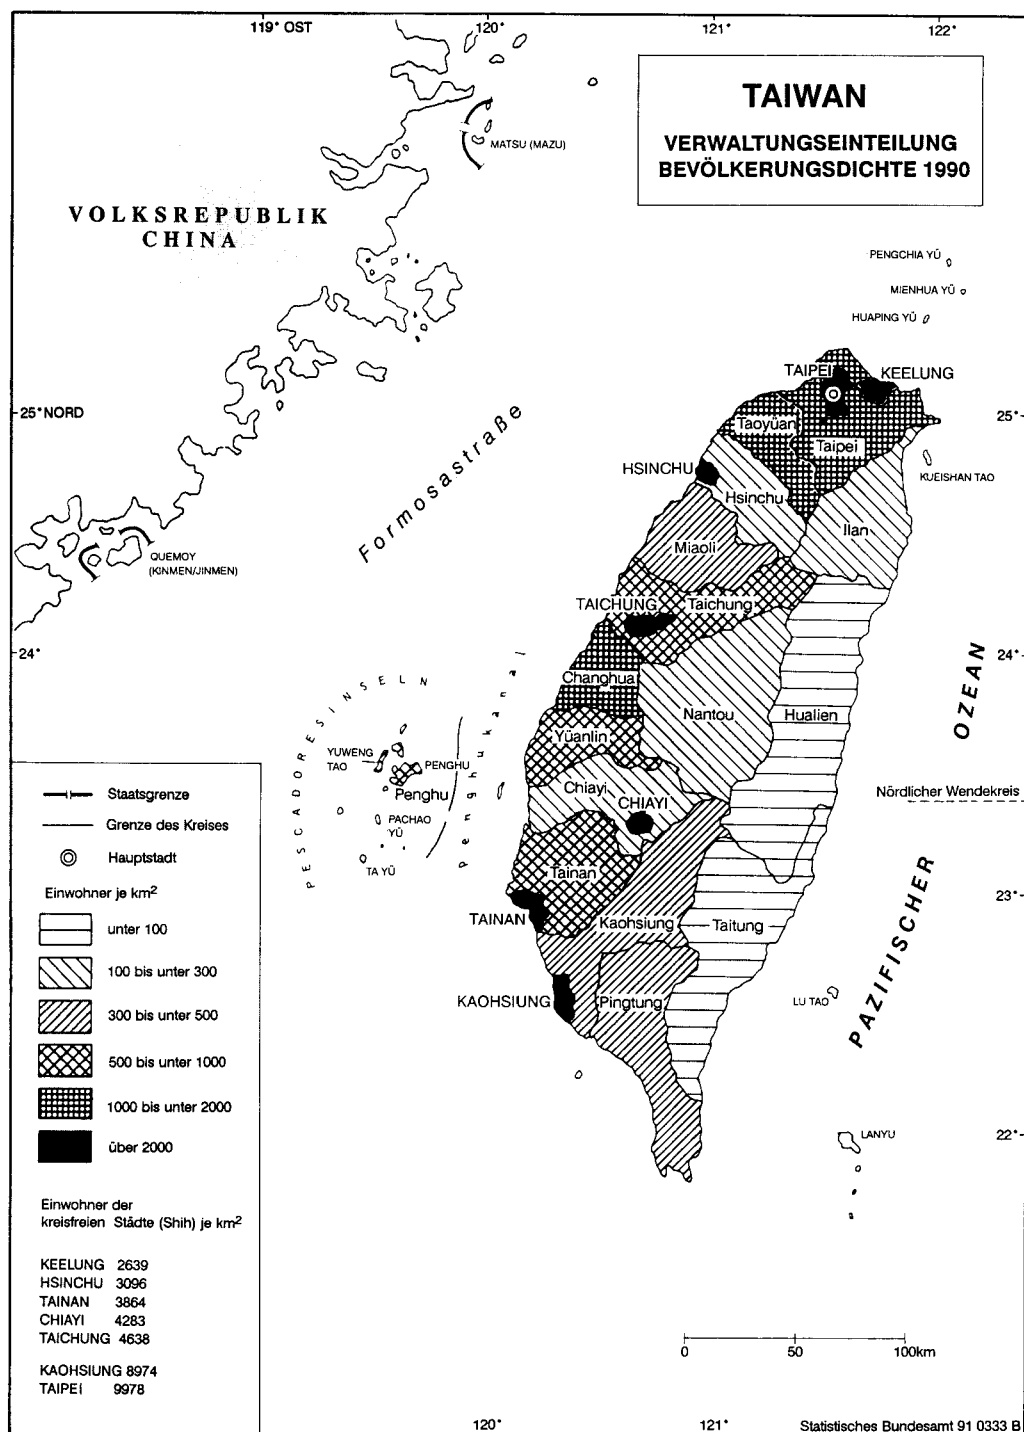 119° OST
120°
121°
122°
TAIWAN
VERWALTUNGSEINTEILUNG
BEVÖLKERUNGSDICHTE 1990
MATSU (MAZU)
VOLKSREPUBLIK
CHINA
PENGCHIA YÜ
MIENHUA YÜ
HUAPING YÜ
TAIPEI
KEELUNG
25° NORD
25°
Taoyüan
Taipei
Formosastraße
HSINCHU
KUEISHAN TAO
Hsinchu
Ilan
QUEMOY
(KINMEN/JINMEN)
Miaoli
TAICHUNG
Taichung
24°
24°
Changhua
PESCADORESINSELN
Penghukanal
Nantou
Hualien
OZEAN
Yüanlin
YUWENG
TAO
PENGHU
Penghu
Chiayi
CHIAYI
Nördlicher Wendekreis
PACHAO
YÜ
TA YÜ
Tainan
23°
TAINAN
Kaohsiung
Taitung
PAZIFISCHER
KAOHSIUNG
Pingtung
LU TAO
22°
LANYU
Staatsgrenze
Grenze des Kreises
Hauptstadt
Einwohner je km²
unter 100
100 bis unter 300
300 bis unter 500
500 bis unter 1000
1000 bis unter 2000
über 2000
Einwohner der
kreisfreien Städte (Shih) je km²
KEELUNG 2639
HSINCHU 3096
TAINAN 3864
CHIAYI 4283
TAICHUNG 4638
KAOHSIUNG 8974
TAIPEI 9978
0 50 100km
120°
121°
Statistisches Bundesamt 91 0333 B